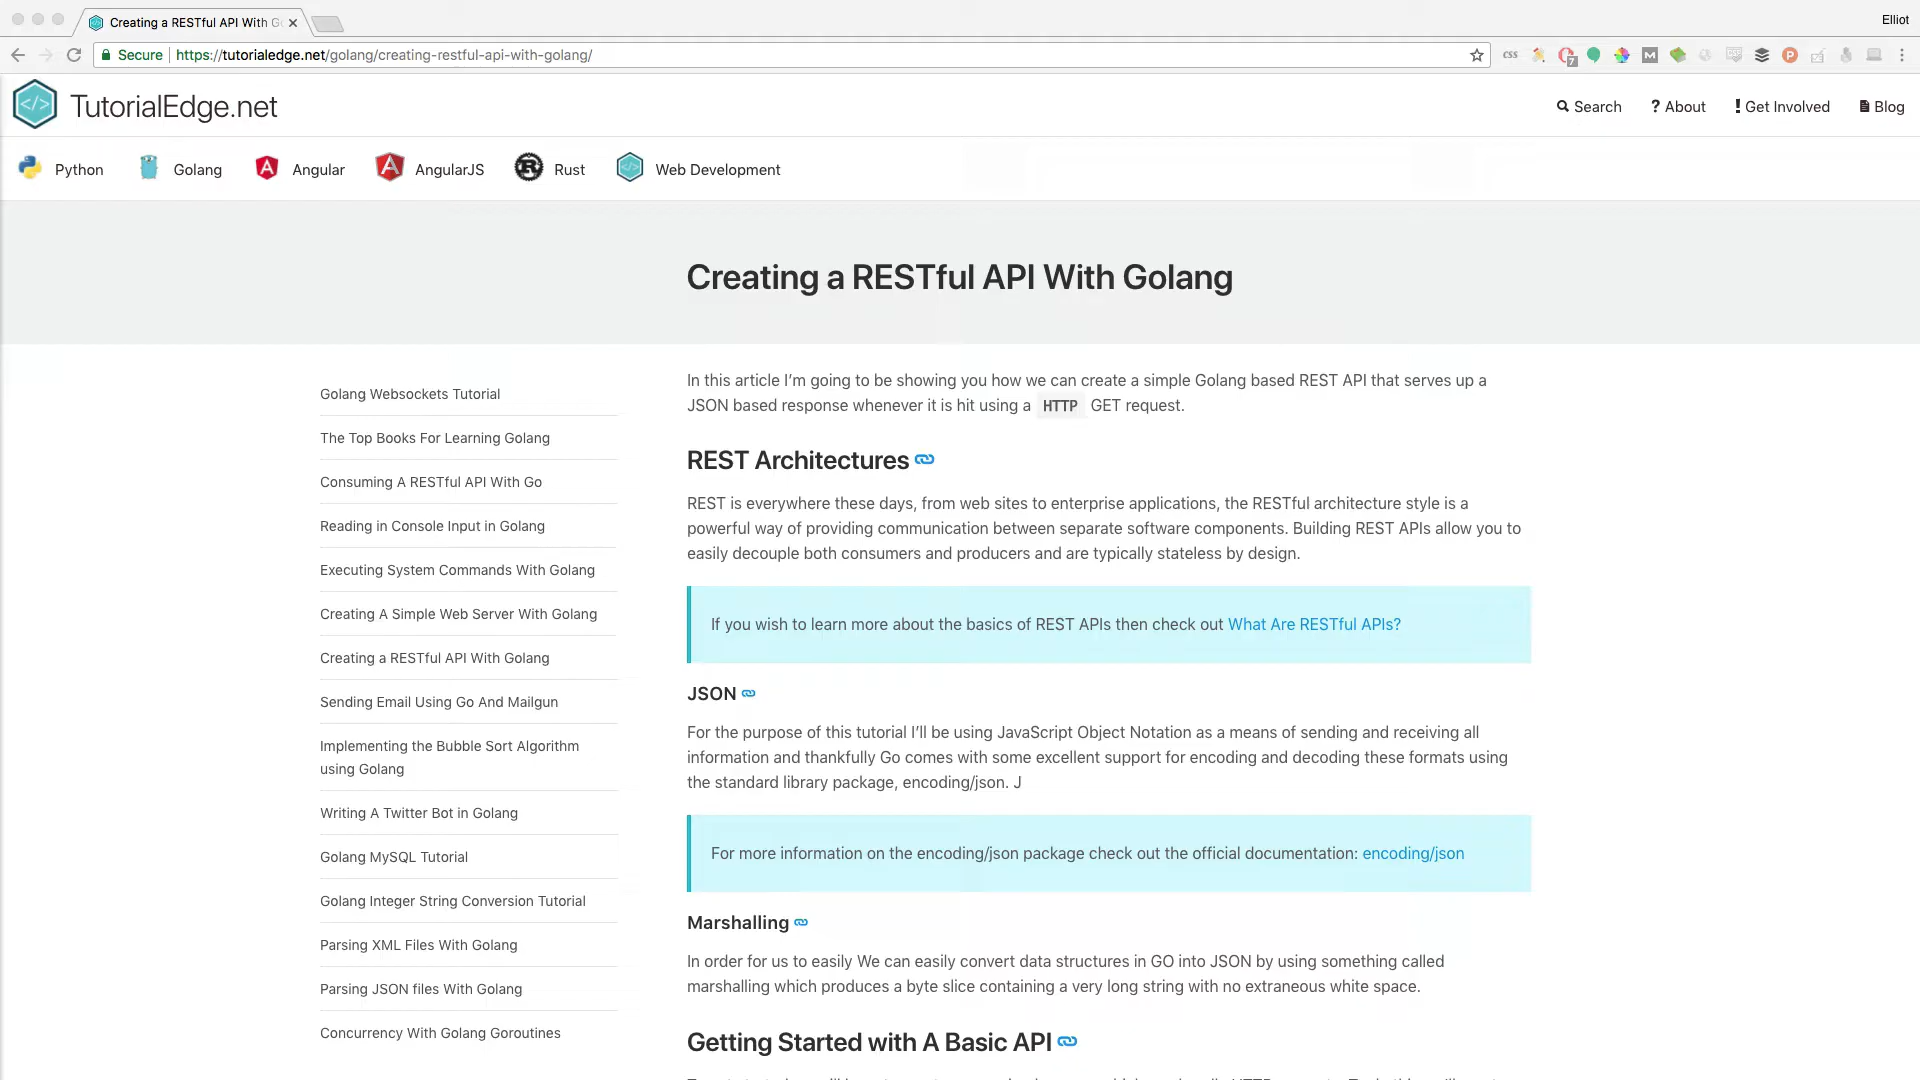 Creating a RESTful API With G
Elliot
Secure https://tutorialedge.net/golang/creating-restful-api-with-golang/
css
7
M
P
TutorialEdge.net
Search
? About
! Get Involved
Blog
Python
Golang
Angular
AngularJS
Rust
Web Development
Creating a RESTful API With Golang
Golang Websockets Tutorial
The Top Books For Learning Golang
Consuming A RESTful API With Go
Reading in Console Input in Golang
Executing System Commands With Golang
Creating A Simple Web Server With Golang
Creating a RESTful API With Golang
Sending Email Using Go And Mailgun
Implementing the Bubble Sort Algorithm
using Golang
Writing A Twitter Bot in Golang
Golang MySQL Tutorial
Golang Integer String Conversion Tutorial
Parsing XML Files With Golang
Parsing JSON files With Golang
Concurrency With Golang Goroutines
In this article I’m going to be showing you how we can create a simple Golang based REST API that serves up a
JSON based response whenever it is hit using a HTTP GET request.
REST Architectures
REST is everywhere these days, from web sites to enterprise applications, the RESTful architecture style is a
powerful way of providing communication between separate software components. Building REST APIs allow you to
easily decouple both consumers and producers and are typically stateless by design.
If you wish to learn more about the basics of REST APIs then check out What Are RESTful APIs?
JSON
For the purpose of this tutorial I’ll be using JavaScript Object Notation as a means of sending and receiving all
information and thankfully Go comes with some excellent support for encoding and decoding these formats using
the standard library package, encoding/json. J
For more information on the encoding/json package check out the official documentation: encoding/json
Marshalling
In order for us to easily We can easily convert data structures in GO into JSON by using something called
marshalling which produces a byte slice containing a very long string with no extraneous white space.
Getting Started with A Basic API